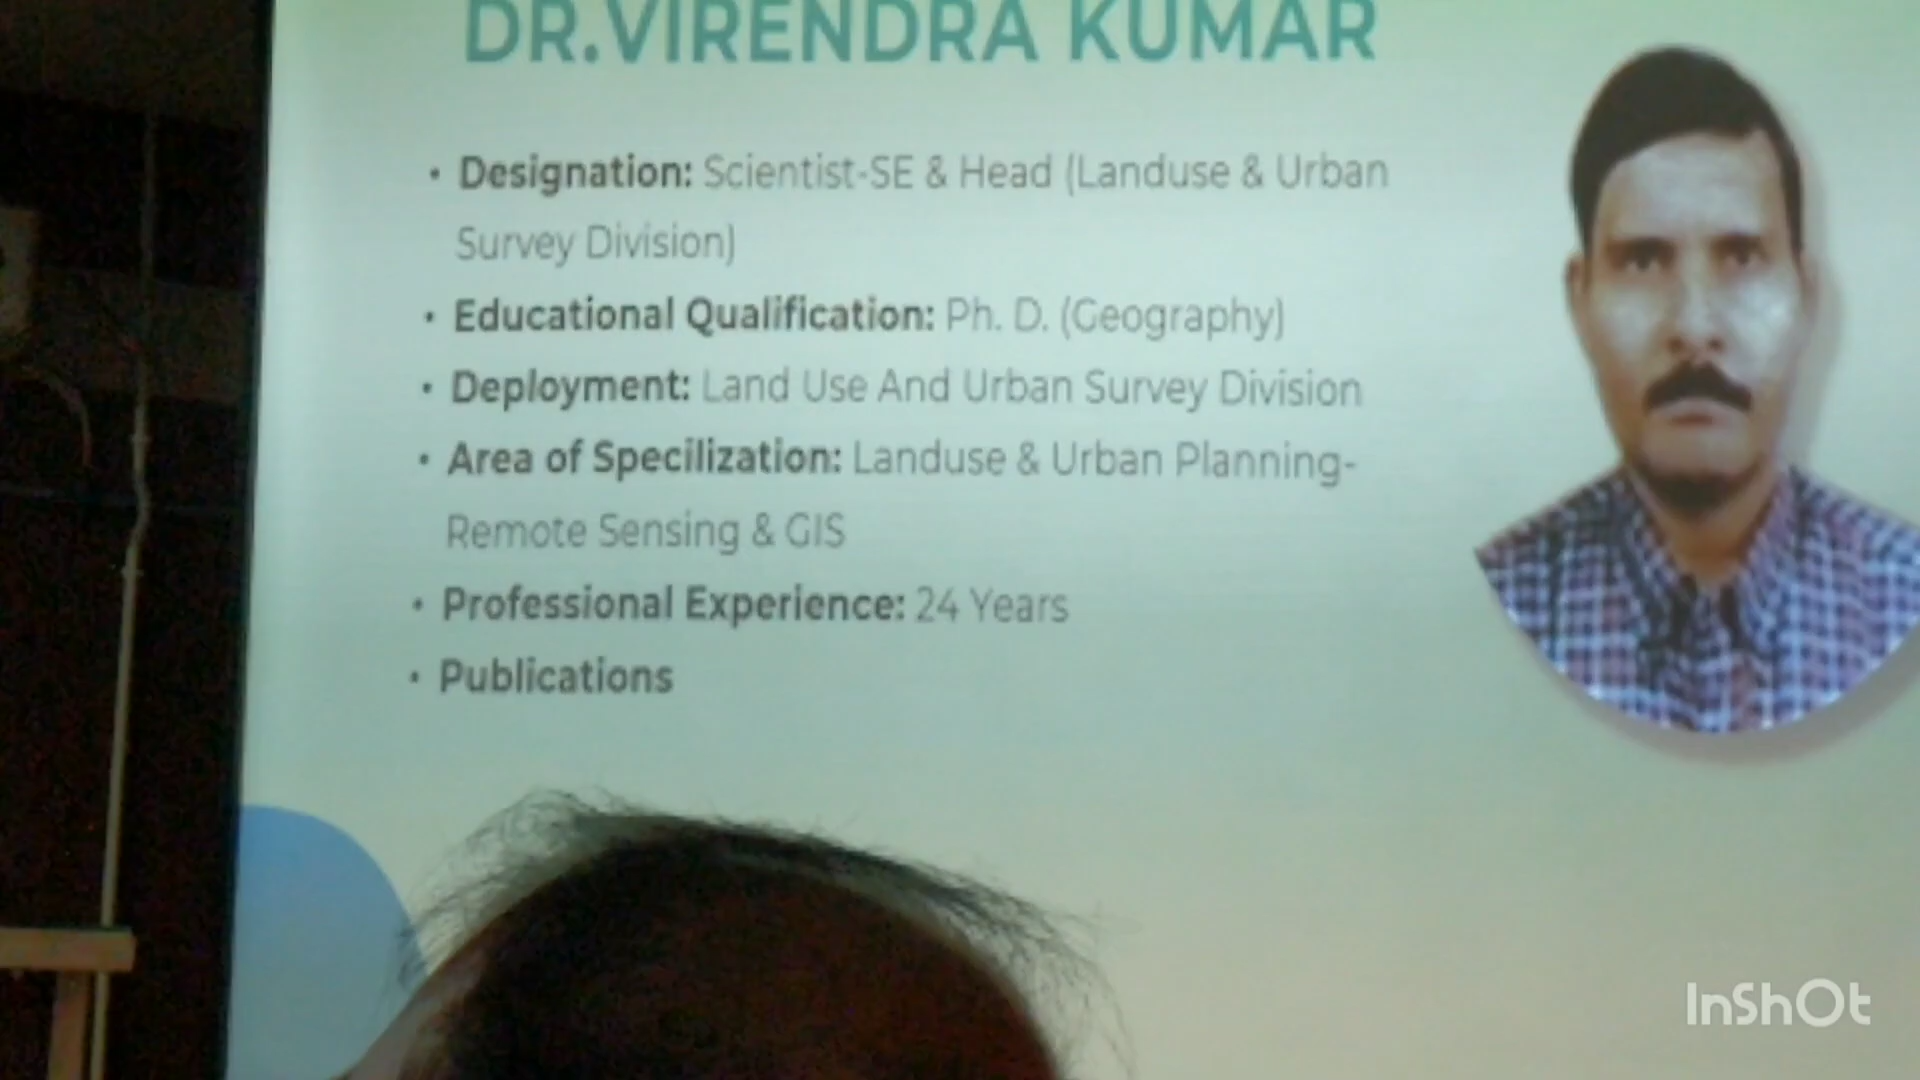 DR.VIRENDRA KUMAR
• Designation: Scientist-SE & Head (Landuse & Urban
Survey Division)
• Educational Qualification: Ph. D. (Geography)
• Deployment: Land Use And Urban Survey Division
• Area of Specilization: Landuse & Urban Planning-
Remote Sensing & GIS
• Professional Experience: 24 Years
• Publications
InShOt